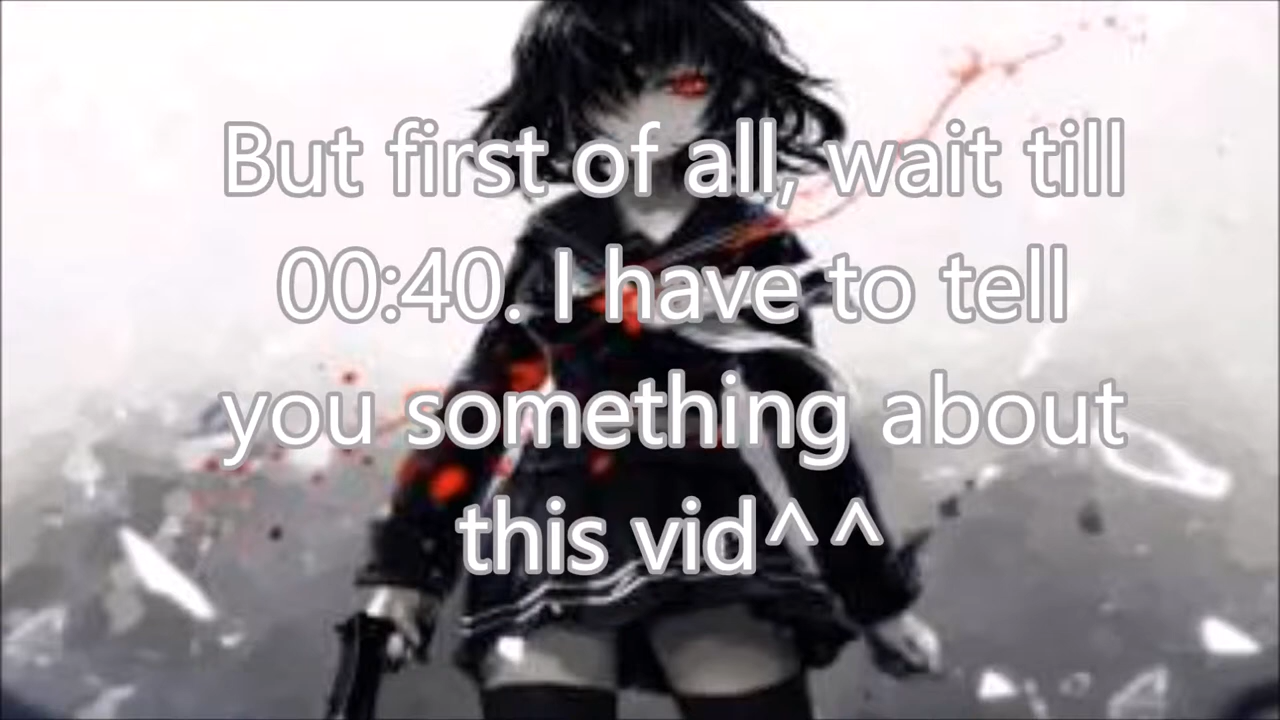 But first of all, wait till
00:40. I have to tell
you something about
this vid^^